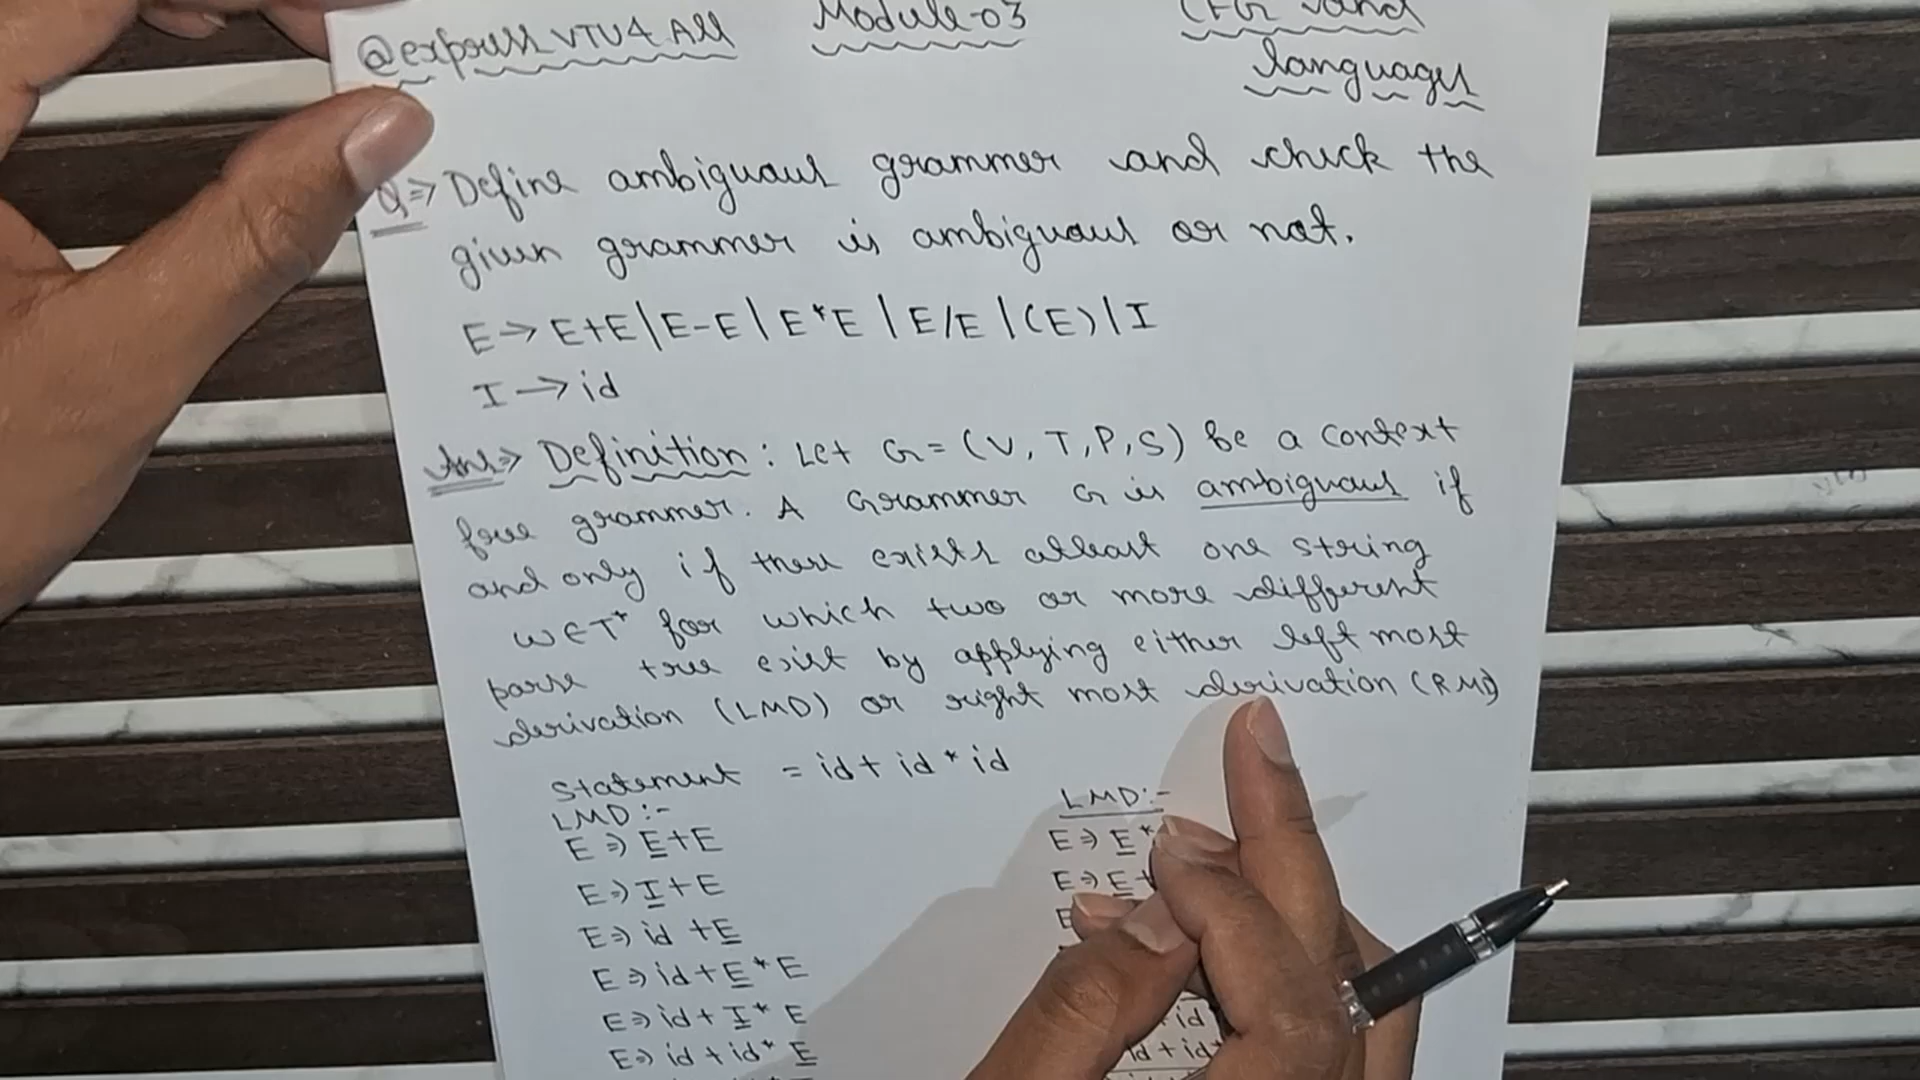 @express VTU 4 All Module-03 CFG and
languages
Q⇒ Define ambiguous grammer and check the
given grammer is ambiguous or not.
E → E+E | E-E | E*E | E/E | (E) | I
I → id
Ans⇒ Definition : Let G = (V, T, P, S) be a context
free grammer. A Grammer G is ambiguous if
and only if there exists atleast one string
w∈T* for which two or more different
parse tree exist by applying either left most
derivation (LMD) or right most derivation (RMD)
statement = id + id * id
LMD :-
E ⇒ E+E
E ⇒ I+E
E ⇒ id +E
E ⇒ id + E*E
E ⇒ id + I* E
E ⇒ id + id* E
LMD:-
E ⇒ E*
E ⇒ E+
E
id
id + id*